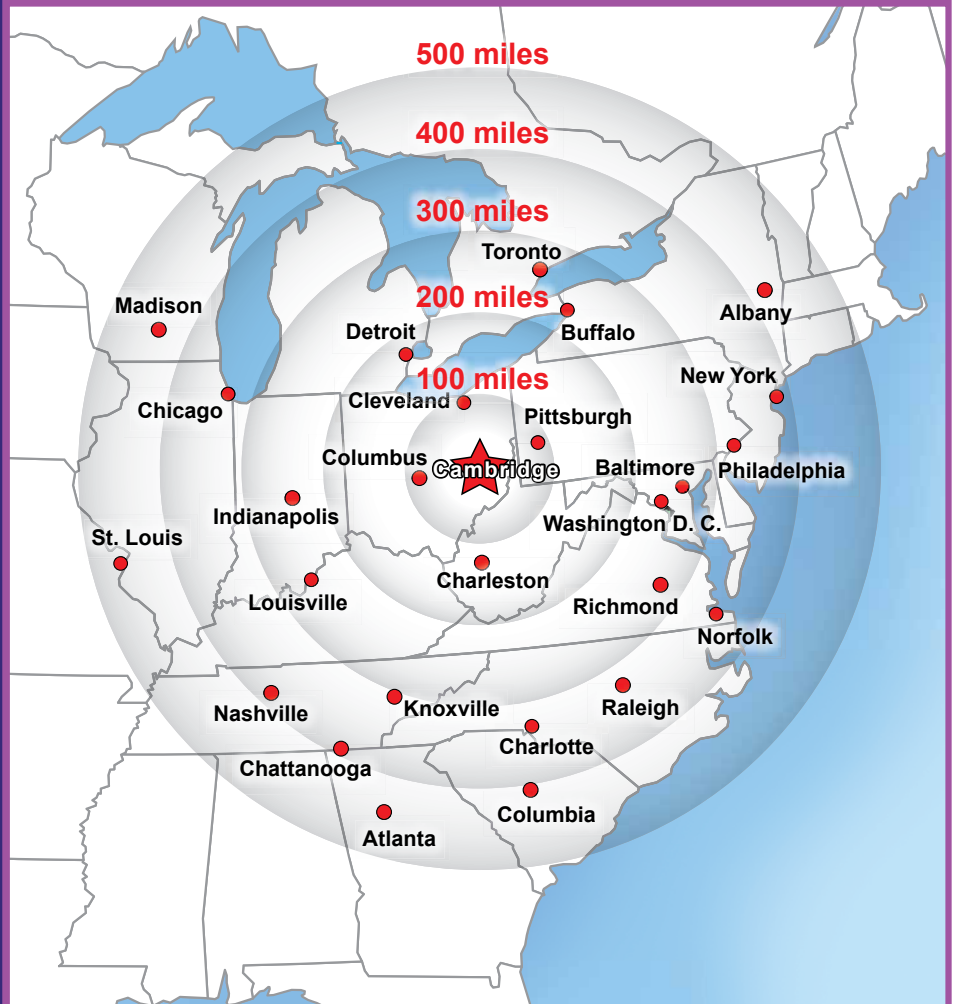 500 miles
400 miles
300 miles
Toronto
200 miles
Madison
Albany
Detroit
Buffalo
100 miles
New York
Cleveland
Chicago
Pittsburgh
Columbus
Cambridge
Baltimore
Philadelphia
Indianapolis
Washington D. C.
St. Louis
Charleston
Louisville
Richmond
Norfolk
Nashville
Knoxville
Raleigh
Charlotte
Chattanooga
Columbia
Atlanta